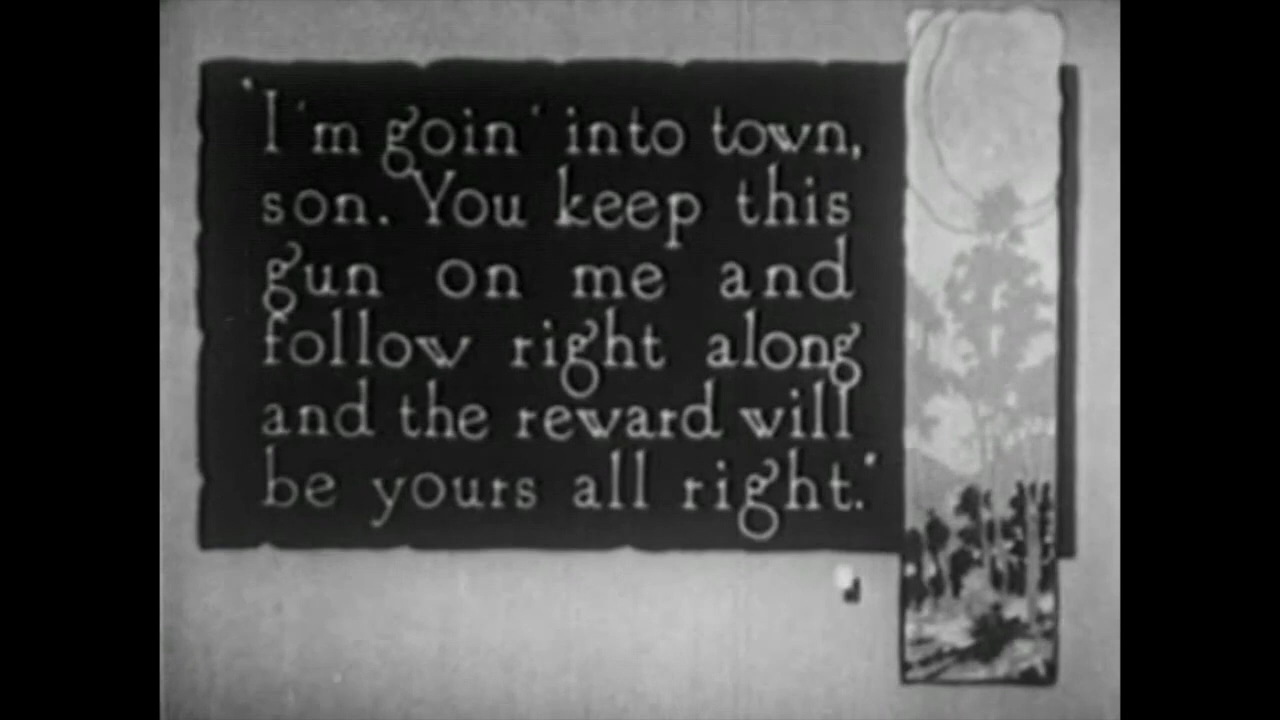 "I'm goin' into town,
son. You keep this
gun on me and
follow right along
and the reward will
be yours all right."